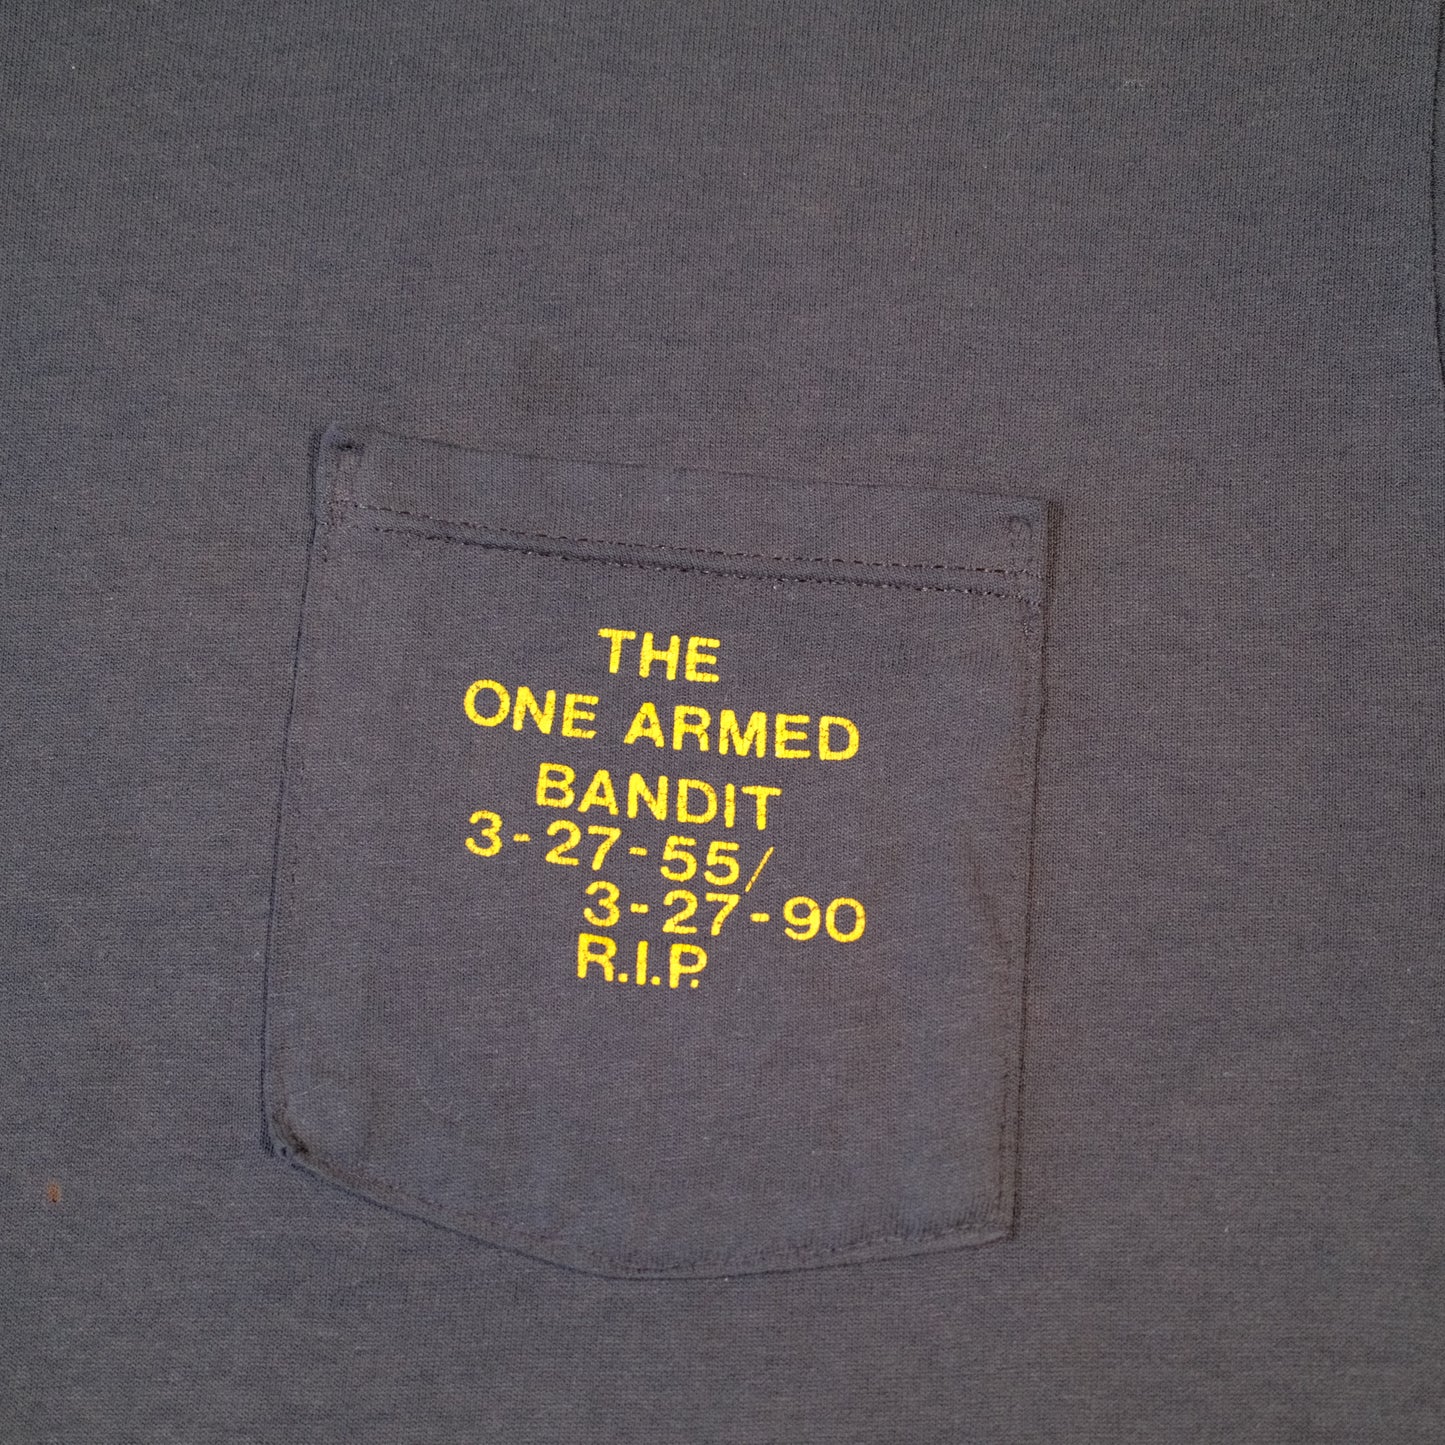 THE
ONE ARMED
BANDIT
3-27-55/
3-27-90
R.I.P.